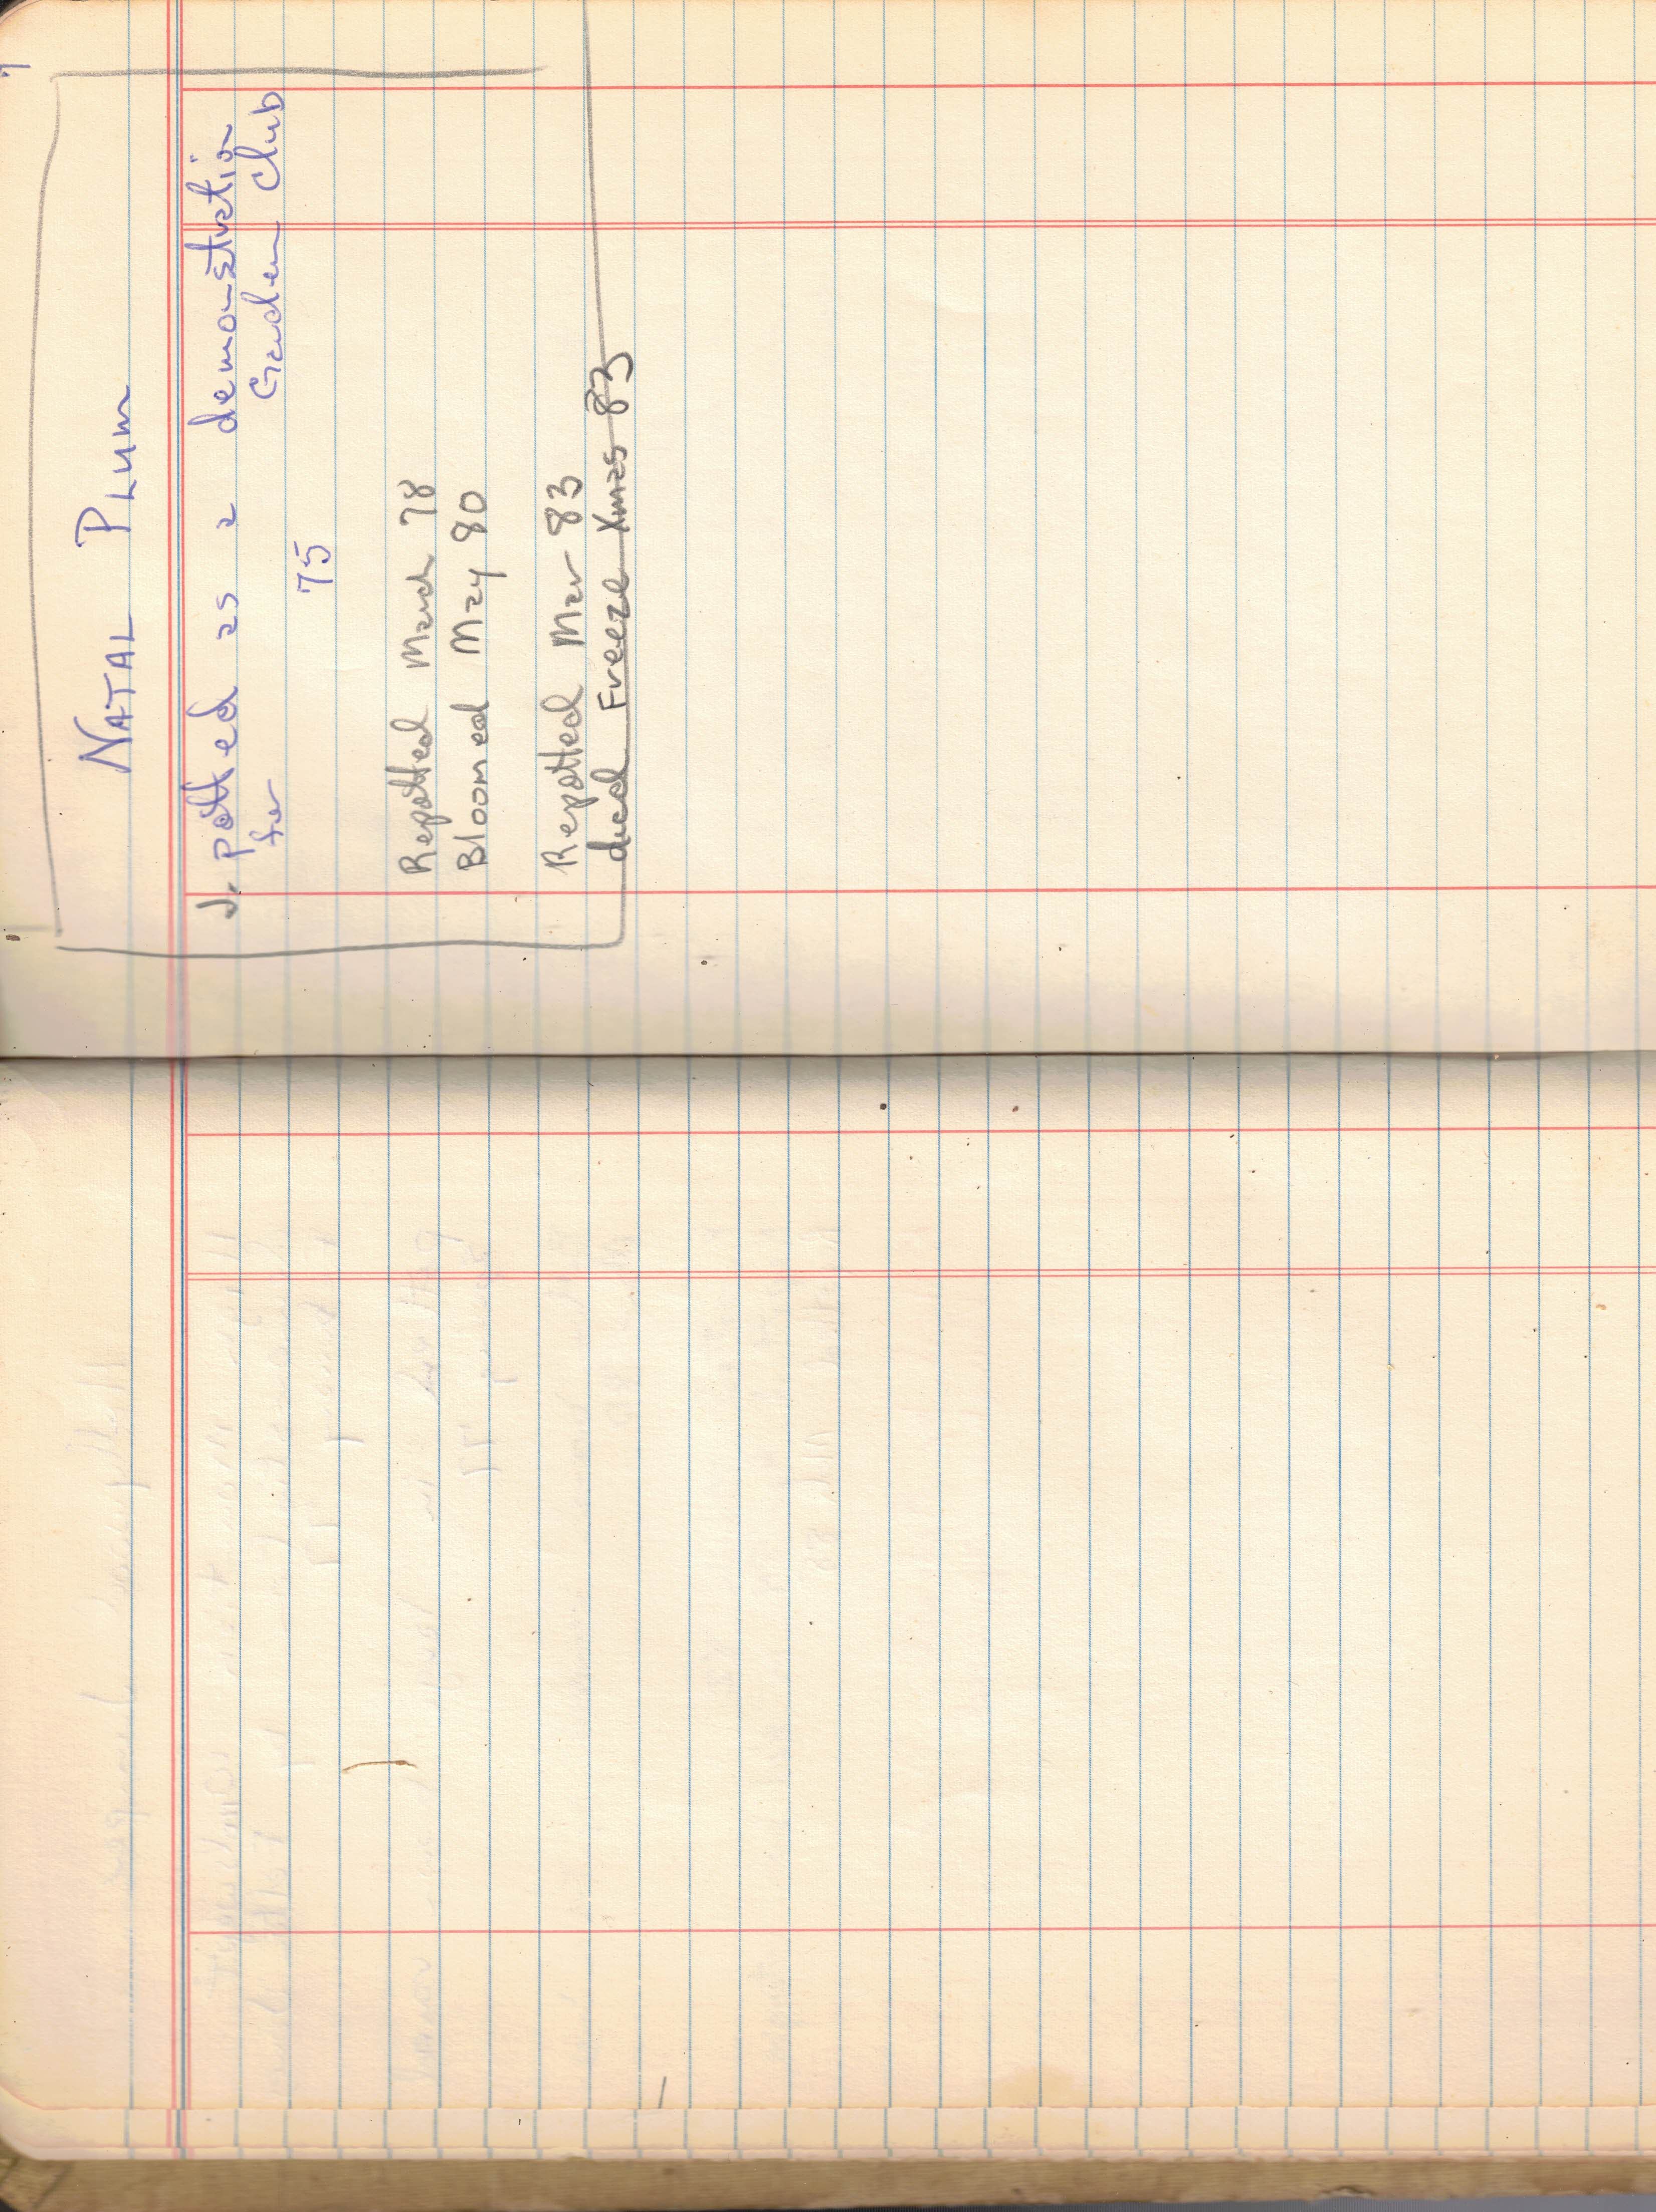 7
NATAL PLUM
J. potted as a demonstration
for Garden Club
75
Repotted March 78
Bloomed May 80
Repotted Mar 83
died Freeze Xmas 83